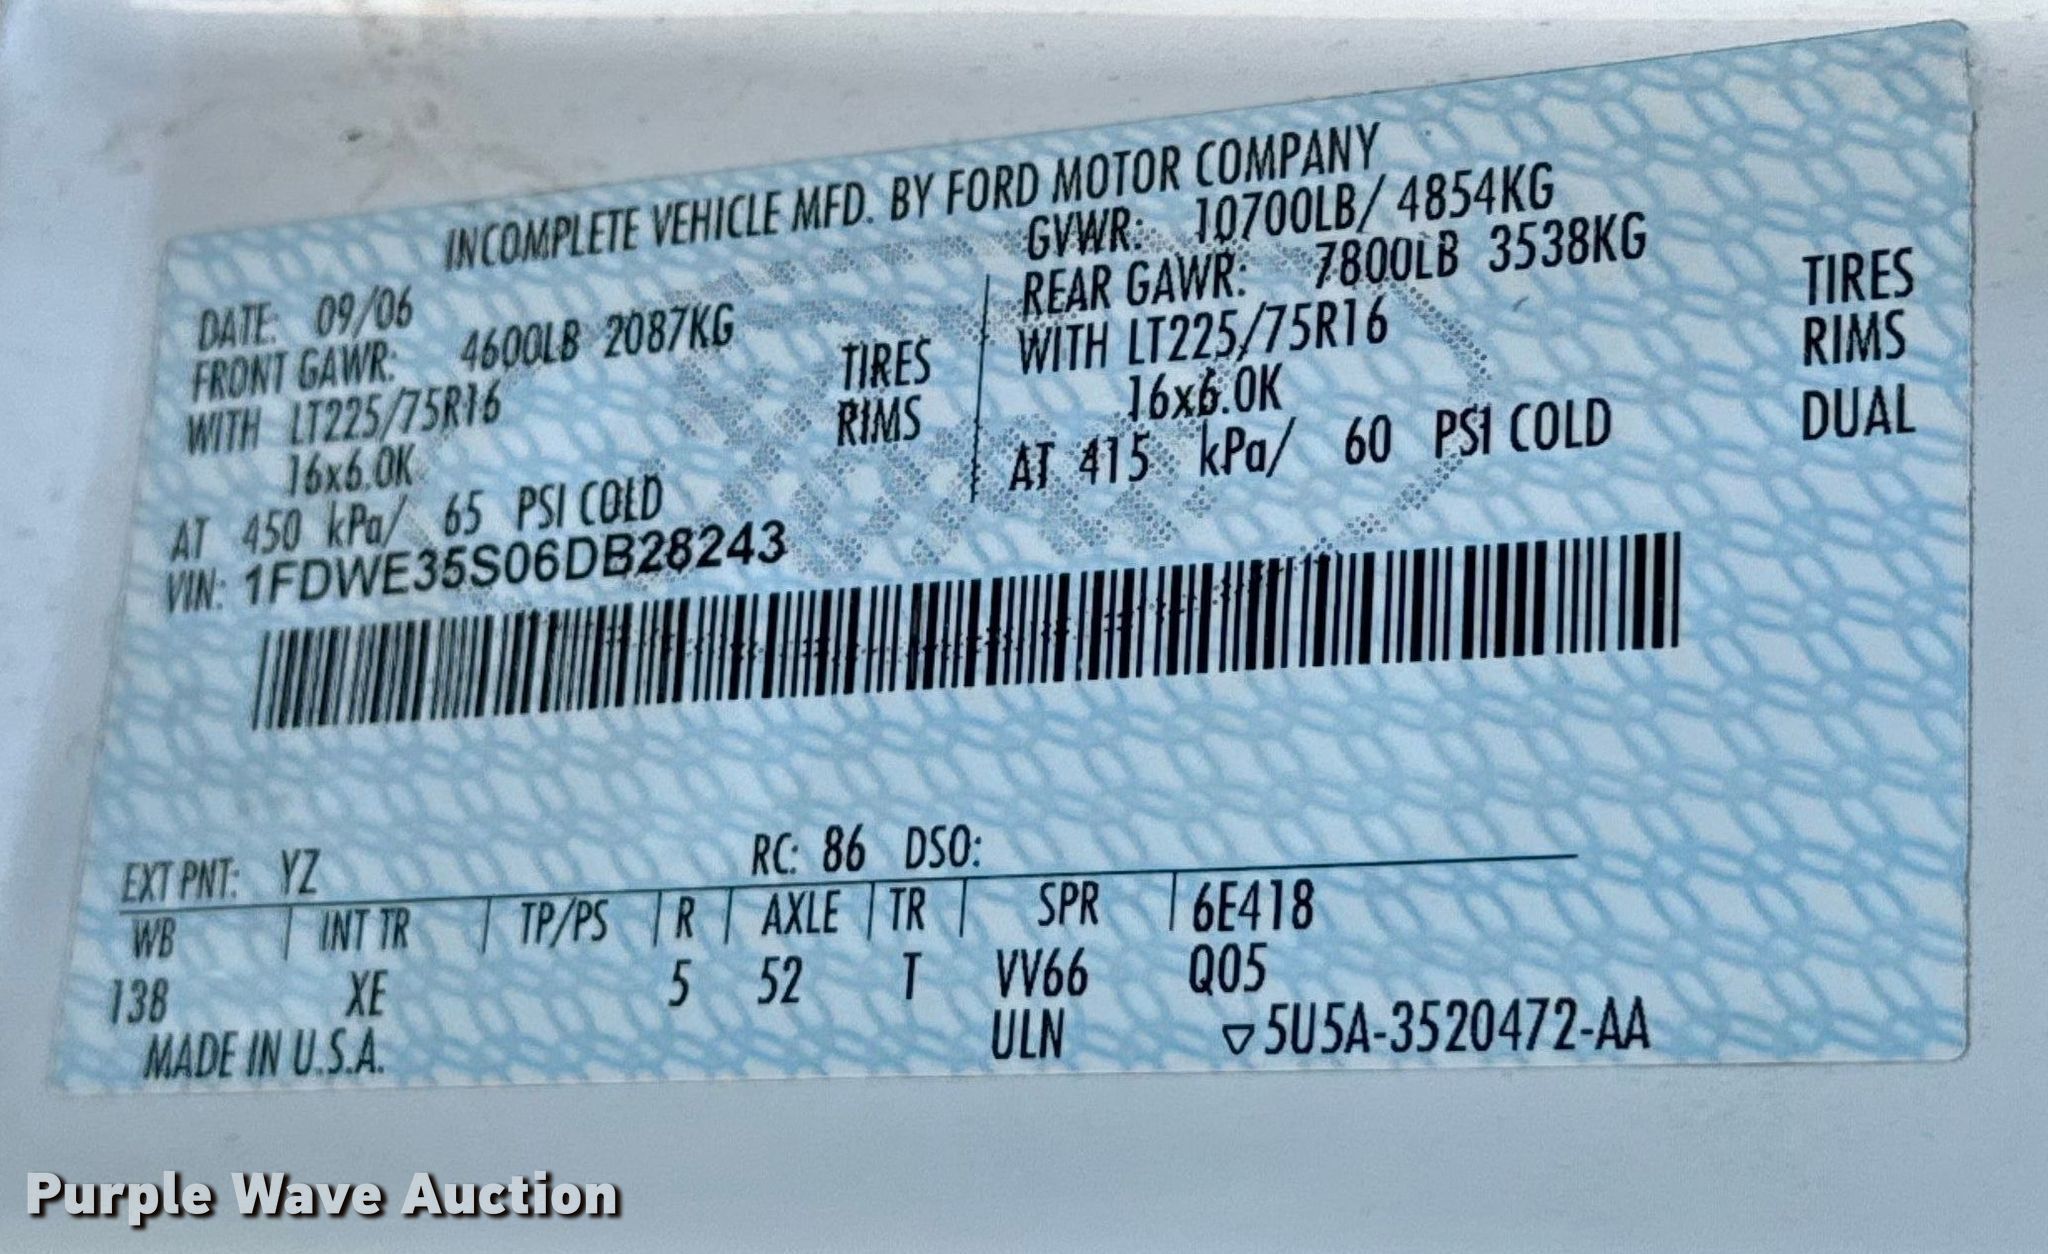 INCOMPLETE VEHICLE MFD. BY FORD MOTOR COMPANY
DATE: 09/06
GVWR: 10700LB/ 4854KG
FRONT GAWR: 4600LB 2087KG
REAR GAWR: 7800LB 3538KG
WITH LT225/75R16 TIRES
WITH LT225/75R16 TIRES
16x6.0K RIMS
16x6.0K RIMS
AT 450 kPa/ 65 PSI COLD
AT 415 kPa/ 60 PSI COLD DUAL
VIN: 1FDWE35S06DB28243
EXT PNT: YZ RC: 86 DSO:
WB INT TR TP/PS R AXLE TR SPR 6E418
138 XE 5 52 T VV66 Q05
MADE IN U.S.A. ULN ▽5U5A-3520472-AA
Purple Wave Auction